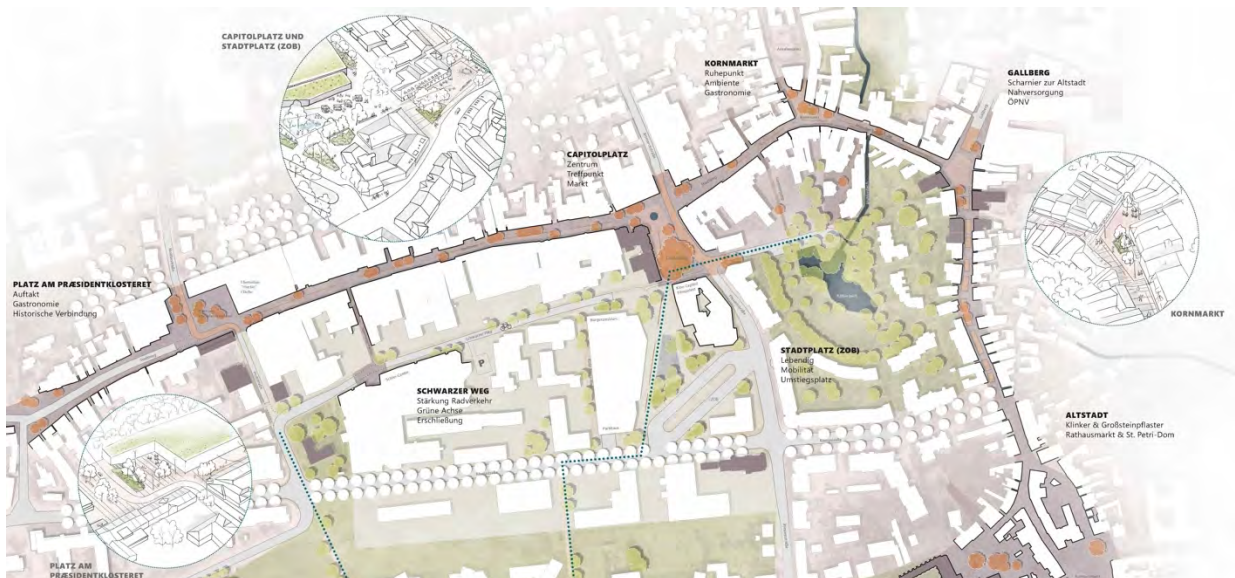 CAPITOLPLATZ UND
STADTPLATZ (ZOB)
KORNMARKT
Ruhepunkt
Ambiente
Gastronomie
GALLBERG
Scharnier zur Altstadt
Nahversorgung
ÖPNV
CAPITOLPLATZ
Zentrum
Treffpunkt
Markt
PLATZ AM PRÆSIDENTKLOSTERET
Auftakt
Gastronomie
Historische Verbindung
KORNMARKT
STADTPLATZ (ZOB)
Lebendig
Mobilität
Umstiegsplatz
P
SCHWARZER WEG
Stärkung Radverkehr
Grüne Achse
Erschließung
ALTSTADT
Klinker & Großsteinpflaster
Rathausmarkt & St. Petri-Dom
PLATZ AM
PRÆSIDENTKLOSTERET